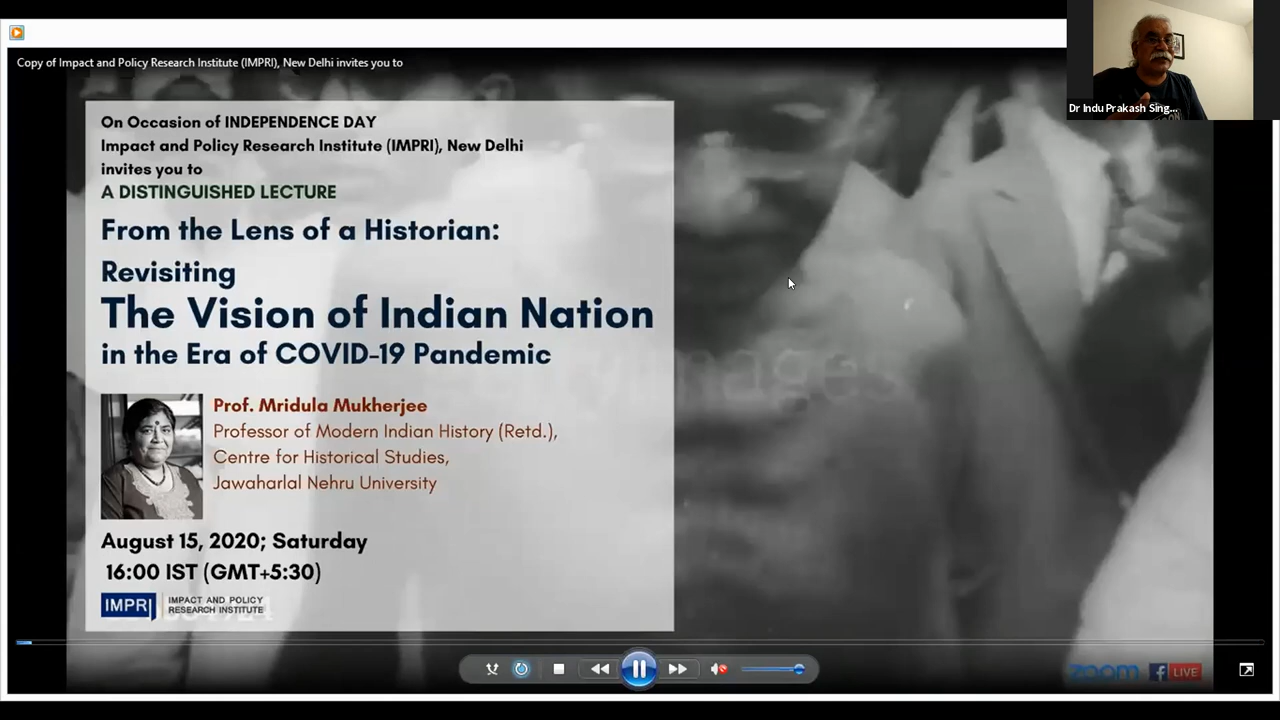 Copy of Impact and Policy Research Institute (IMPRI), New Delhi invites you to
Dr Indu Prakash Sing...
On Occasion of INDEPENDENCE DAY
Impact and Policy Research Institute (IMPRI), New Delhi
invites you to
A DISTINGUISHED LECTURE
From the Lens of a Historian:
Revisiting
The Vision of Indian Nation
in the Era of COVID-19 Pandemic
Prof. Mridula Mukherjee
Professor of Modern Indian History (Retd.),
Centre for Historical Studies,
Jawaharlal Nehru University
August 15, 2020; Saturday
16:00 IST (GMT+5:30)
IMPRI
IMPACT AND POLICY
RESEARCH INSTITUTE
zoom
f LIVE